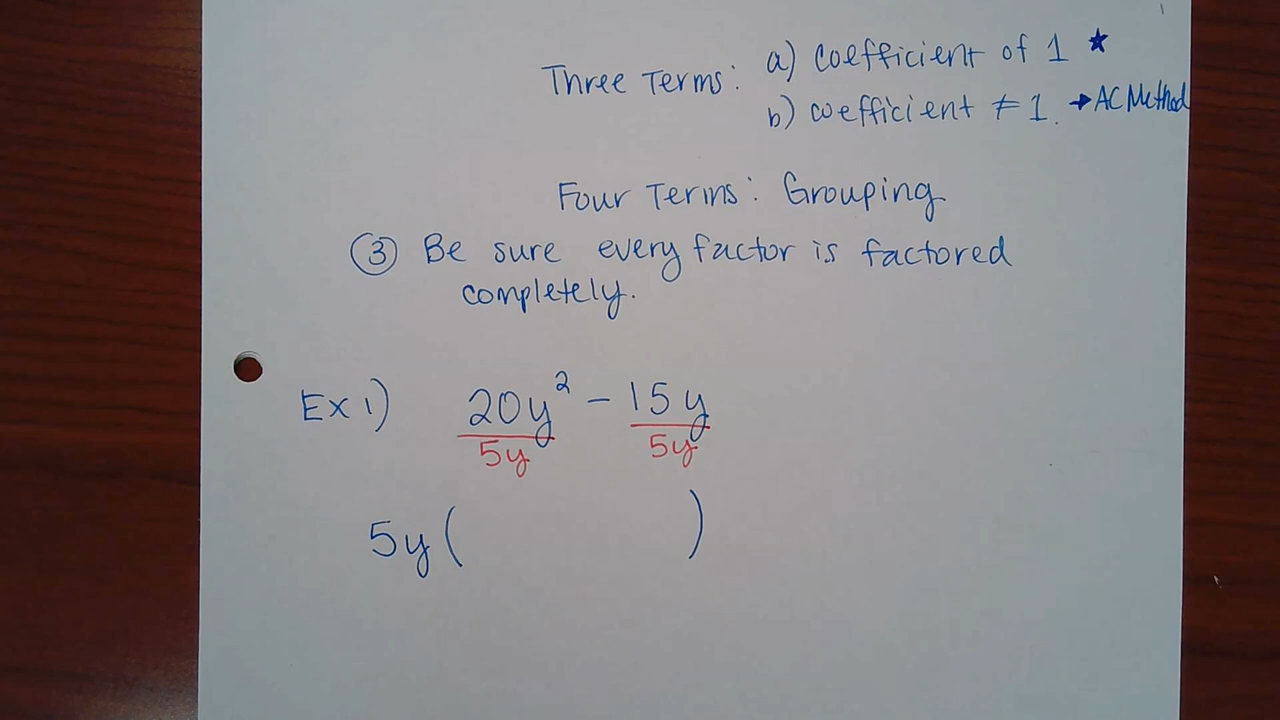 Three Terms: a) coefficient of 1 ★
b) coefficient ≠ 1. → AC Method
Four Terms: Grouping
③ Be sure every factor is factored
completely.
Ex 1) 20y² - 15y
5y 5y
5y( )